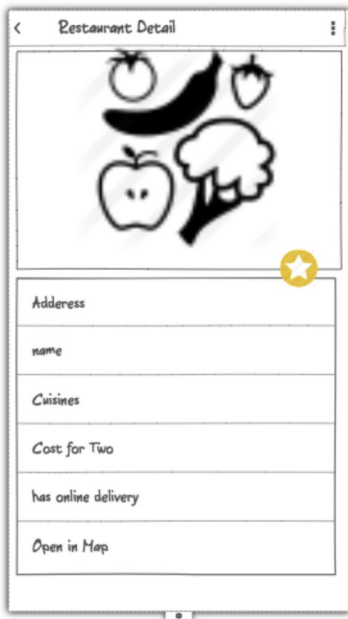 Restaurant Detail
Adderess
name
Cuisines
Cost for Two
has online delivery
Open in Map